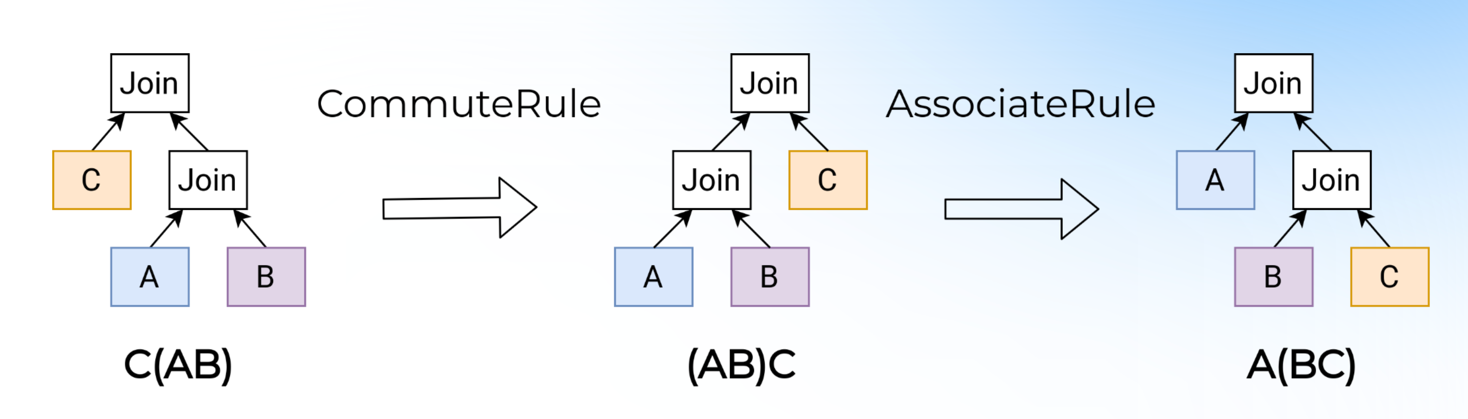 Join
CommuteRule
Join
AssociateRule
Join
C
Join
Join
C
A
Join
A
B
A
B
B
C
C(AB)
(AB)C
A(BC)